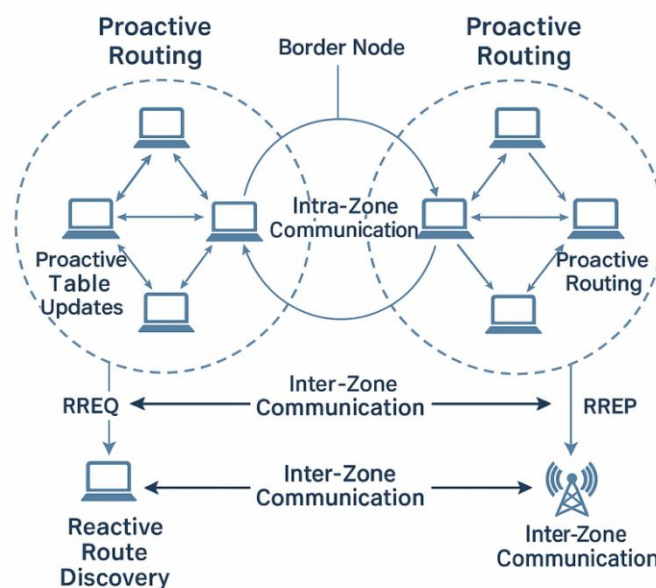 Proactive
Routing
Border Node
Proactive
Routing
Intra-Zone
Communication
Proactive
Table
Updates
Proactive
Routing
RREQ
Inter-Zone
Communication
RREP
Inter-Zone
Communication
Reactive
Route
Discovery
Inter-Zone
Communication